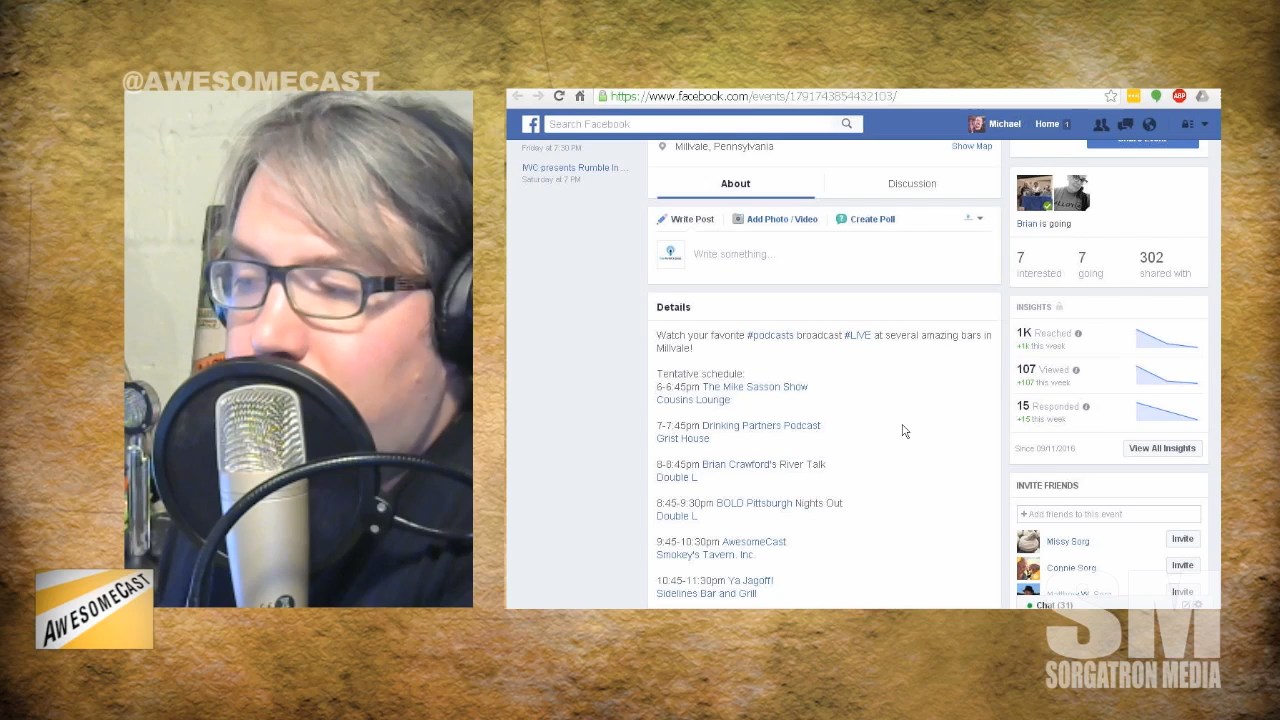 @AWESOMECAST
https://www.facebook.com/events/1791743854432103/
ABP
Search Facebook
Michael
Home 1
Friday at 7:30 PM
IWC presents Rumble In ...
Saturday at 7 PM
Millvale, Pennsylvania
Show Map
About
Discussion
Write Post
Add Photo / Video
Create Poll
Write something...
Details
Watch your favorite #podcasts broadcast #LIVE at several amazing bars in
Millvale!
Tentative schedule:
6-6:45pm The Mike Sasson Show
Cousins Lounge
7-7:45pm Drinking Partners Podcast
Grist House
8-8:45pm Brian Crawford's River Talk
Double L
8:45-9:30pm BOLD Pittsburgh Nights Out
Double L
9:45-10:30pm AwesomeCast
Smokey's Tavern, Inc.
10:45-11:30pm Ya Jagoff!
Sidelines Bar and Grill
Share Event
Brian is going
7
interested
7
going
302
shared with
INSIGHTS
1K Reached
+1k this week
107 Viewed
+107 this week
15 Responded
+15 this week
Since 09/11/2016
View All Insights
INVITE FRIENDS
+ Add friends to this event
Missy Sorg
Invite
Connie Sorg
Invite
Matthew W. Sorg
Invite
Chat (31)
AWESOMECAST
SM
SORGATRON MEDIA